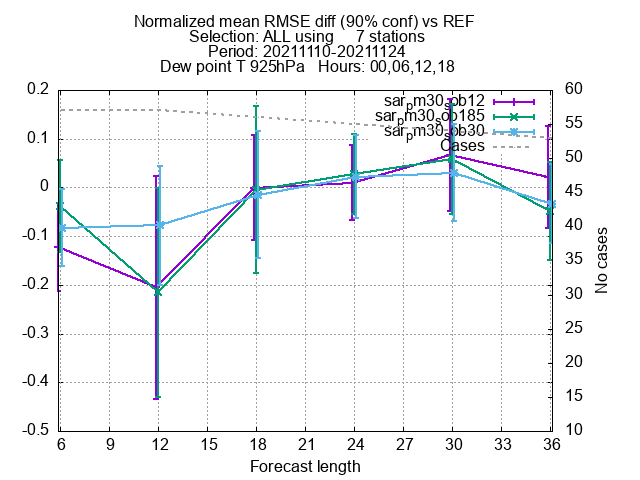 Normalized mean RMSE diff (90% conf) vs REF
Selection: ALL using     7 stations
Period: 20211110-20211124
Dew point T 925hPa   Hours: 00,06,12,18
0.2
0.1
0
-0.1
-0.2
-0.3
-0.4
-0.5
sarpm30sob12
sarpm30sob185
sarpm30sob30
Cases
60
55
50
45
40
35
30
25
20
15
10
No cases
6 9 12 15 18 21 24 27 30 33 36
Forecast length